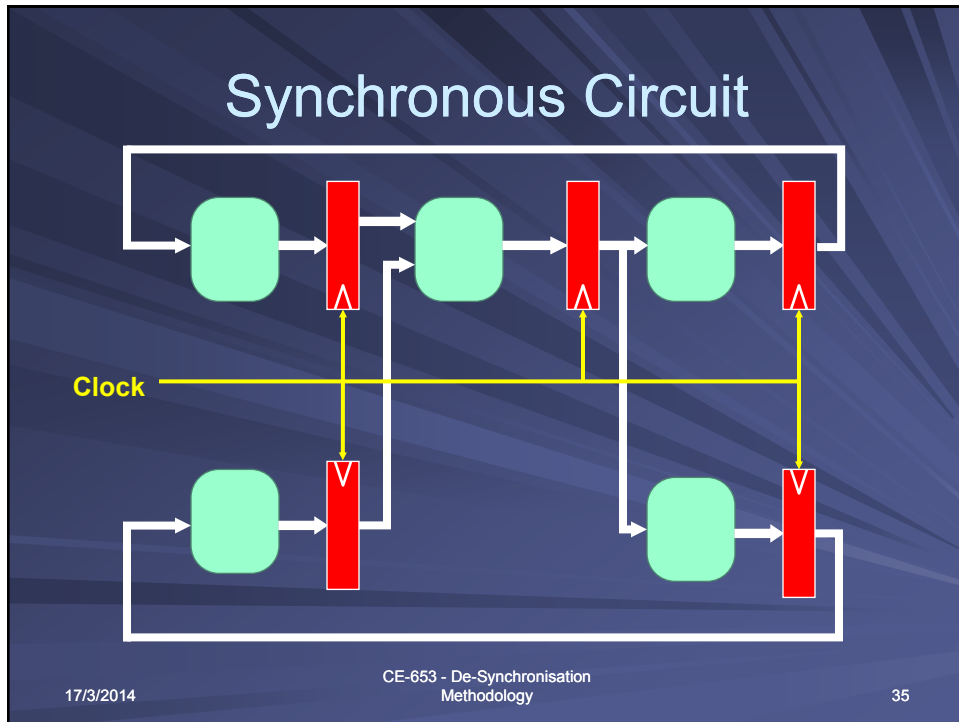 Synchronous Circuit
Clock
17/3/2014
CE-653 - De-Synchronisation
Methodology
35